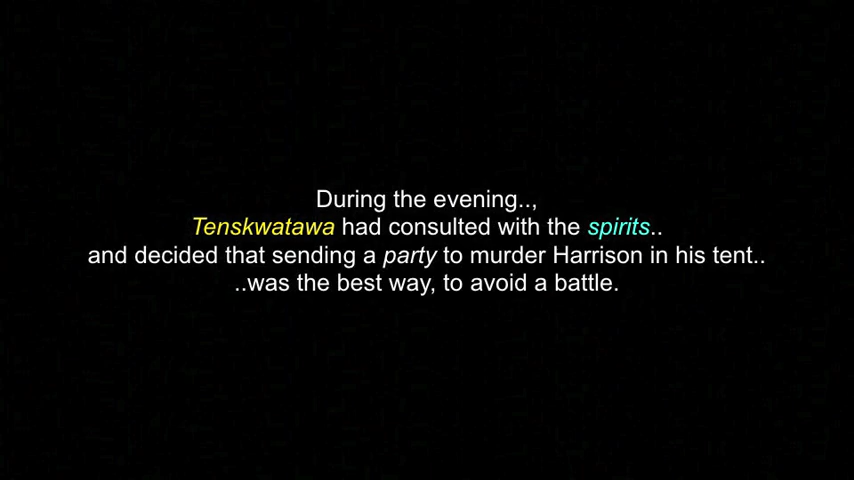 During the evening..,
Tenskwatawa had consulted with the spirits..
and decided that sending a party to murder Harrison in his tent..
..was the best way, to avoid a battle.